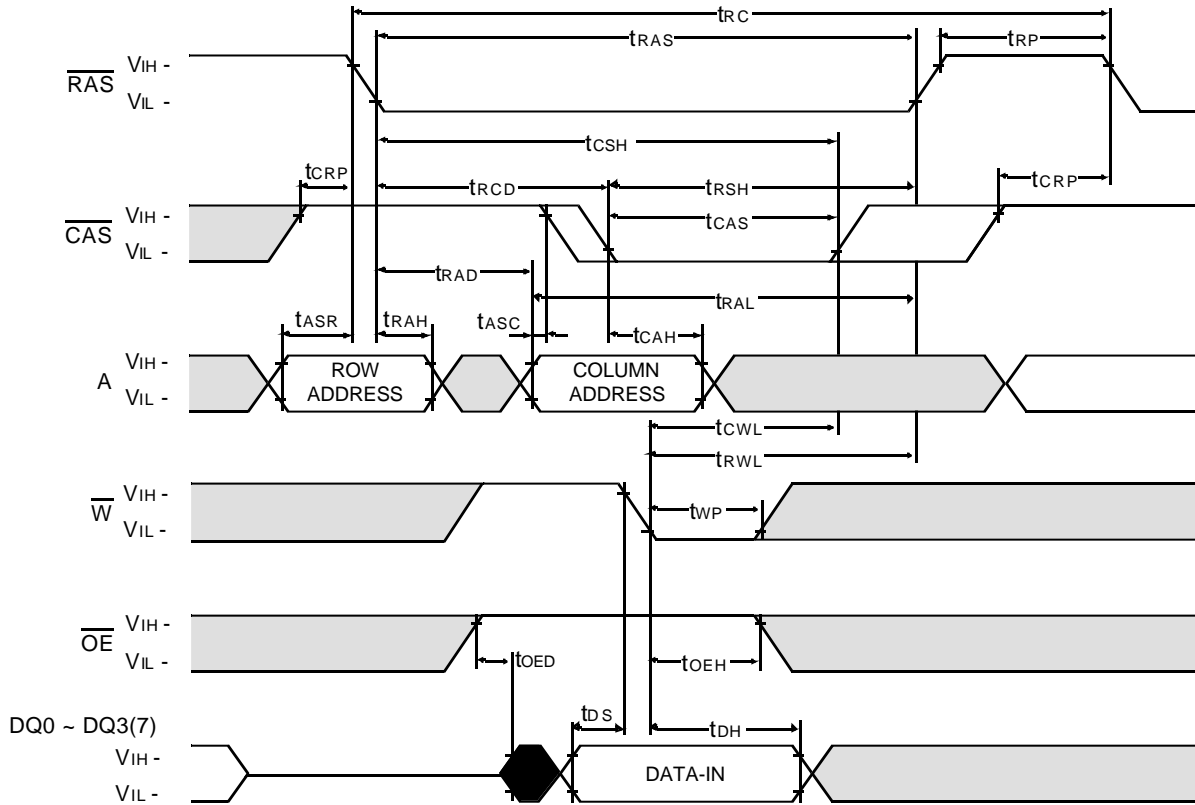 tRC
tRAS
tRP
RAS
VIH -
VIL -
tCSH
tCRP
tRCD
tRSH
tCRP
CAS
VIH -
VIL -
tCAS
tRAD
tRAL
tASR
tRAH
tASC
tCAH
A
VIH -
VIL -
ROW
ADDRESS
COLUMN
ADDRESS
tCWL
tRWL
W
VIH -
VIL -
tWP
OE
VIH -
VIL -
tOED
tOEH
DQ0 ~ DQ3(7)
tDS
tDH
VIH -
VIL -
DATA-IN